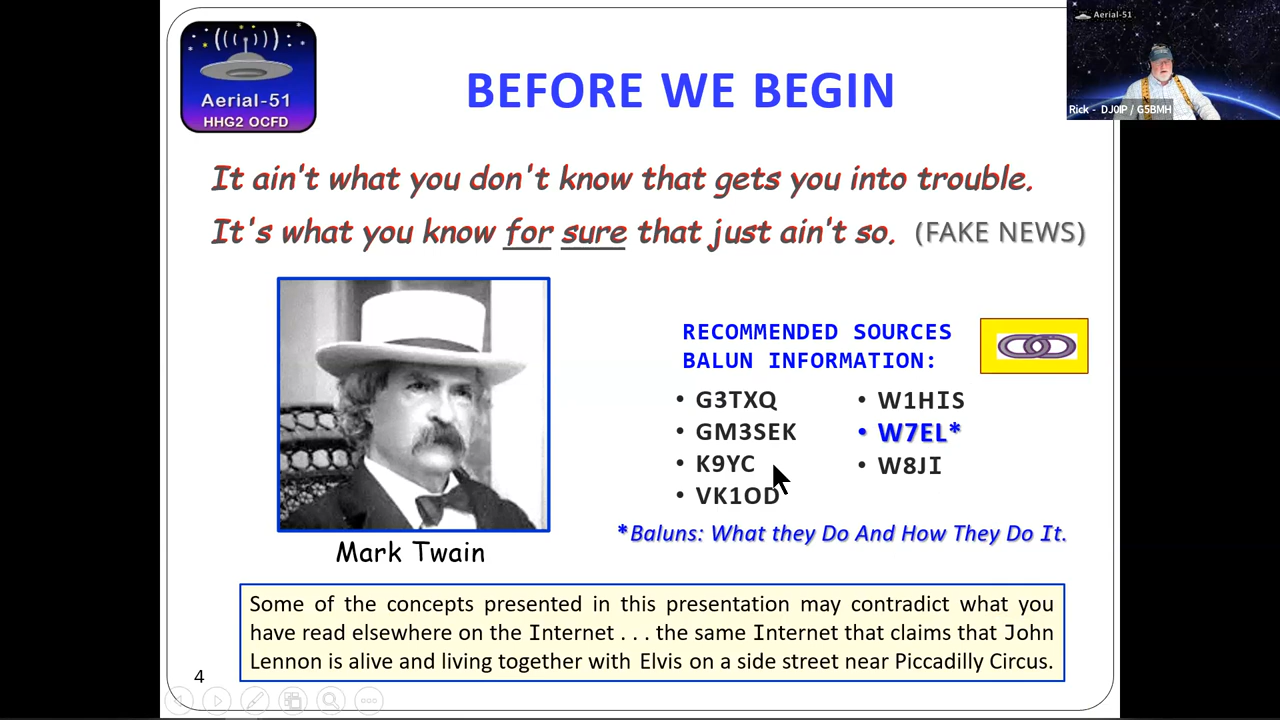 Aerial-51
HHG2 OCFD
BEFORE WE BEGIN
Aerial-51
Rick - DJ0IP / G5BMH
It ain't what you don't know that gets you into trouble.
It's what you know for sure that just ain't so. (FAKE NEWS)
Mark Twain
RECOMMENDED SOURCES
BALUN INFORMATION:
• G3TXQ
• GM3SEK
• K9YC
• VK1OD
• W1HIS
• W7EL*
• W8JI
*Baluns: What they Do And How They Do It.
Some of the concepts presented in this presentation may contradict what you
have read elsewhere on the Internet . . . the same Internet that claims that John
Lennon is alive and living together with Elvis on a side street near Piccadilly Circus.
4